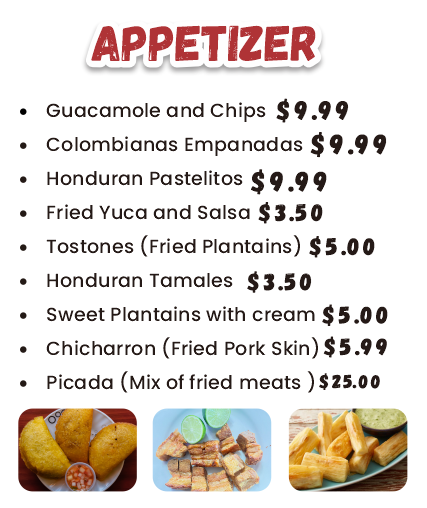 APPETIZER
• Guacamole and Chips $9.99
• Colombianas Empanadas $9.99
• Honduran Pastelitos $9.99
• Fried Yuca and Salsa $3.50
• Tostones (Fried Plantains) $5.00
• Honduran Tamales $3.50
• Sweet Plantains with cream $5.00
• Chicharron (Fried Pork Skin) $5.99
• Picada (Mix of fried meats ) $25.00